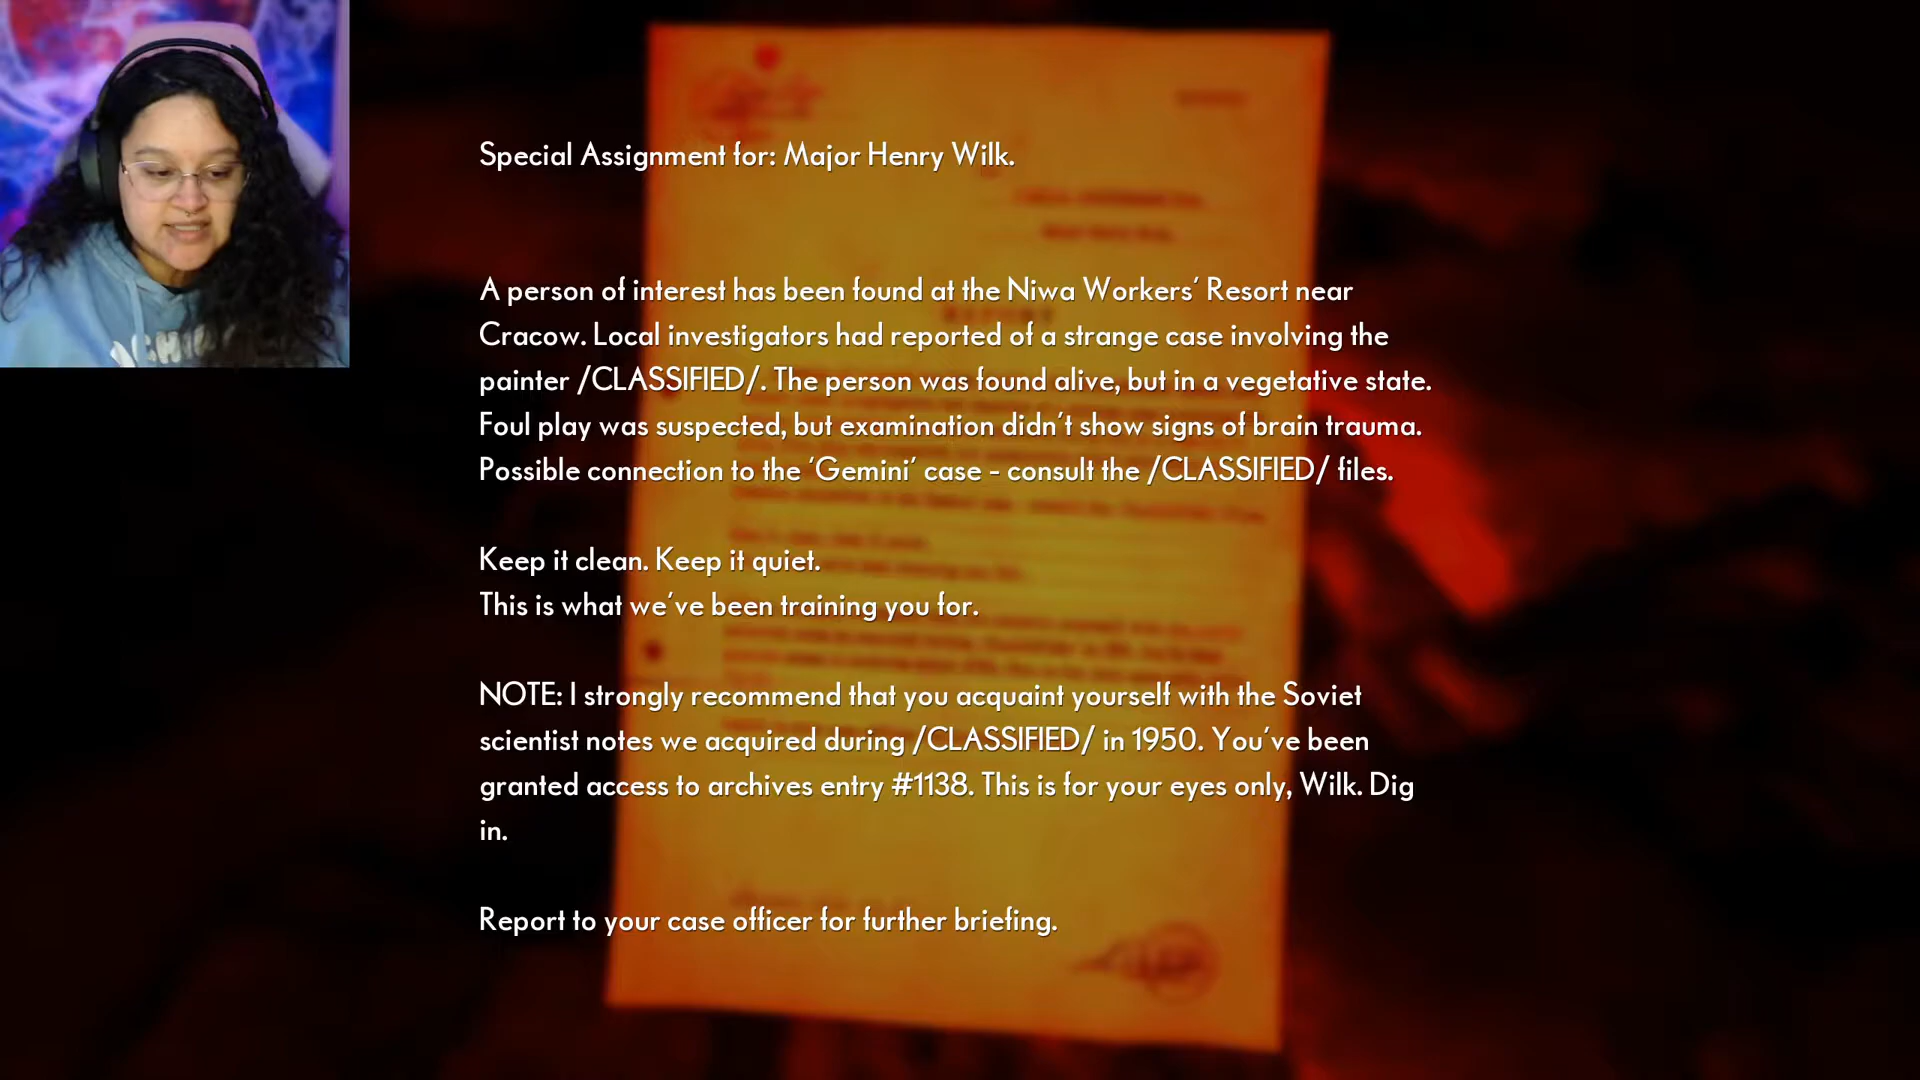 Special Assignment for: Major Henry Wilk.
A person of interest has been found at the Niwa Workers' Resort near
Cracow. Local investigators had reported of a strange case involving the
painter /CLASSIFIED/. The person was found alive, but in a vegetative state.
Foul play was suspected, but examination didn't show signs of brain trauma.
Possible connection to the 'Gemini' case - consult the /CLASSIFIED/ files.
Keep it clean. Keep it quiet.
This is what we've been training you for.
NOTE: I strongly recommend that you acquaint yourself with the Soviet
scientist notes we acquired during /CLASSIFIED/ in 1950. You've been
granted access to archives entry #1138. This is for your eyes only, Wilk. Dig
in.
Report to your case officer for further briefing.